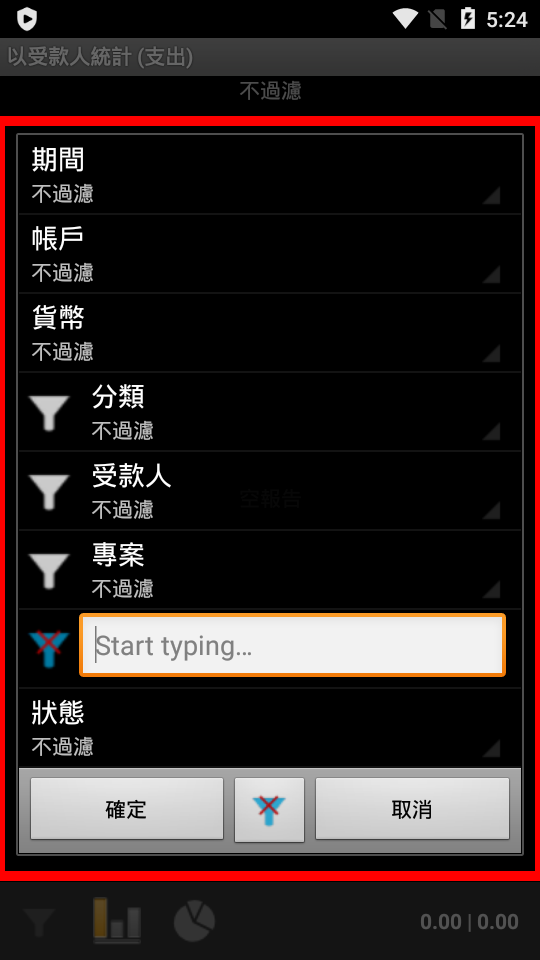 5:24
以受款人統計 (支出)
不過濾
期間
不過濾
帳戶
不過濾
貨幣
不過濾
分類
不過濾
受款人
不過濾
空報告
專案
不過濾
Start typing...
狀態
不過濾
確定
取消
0.00 | 0.00